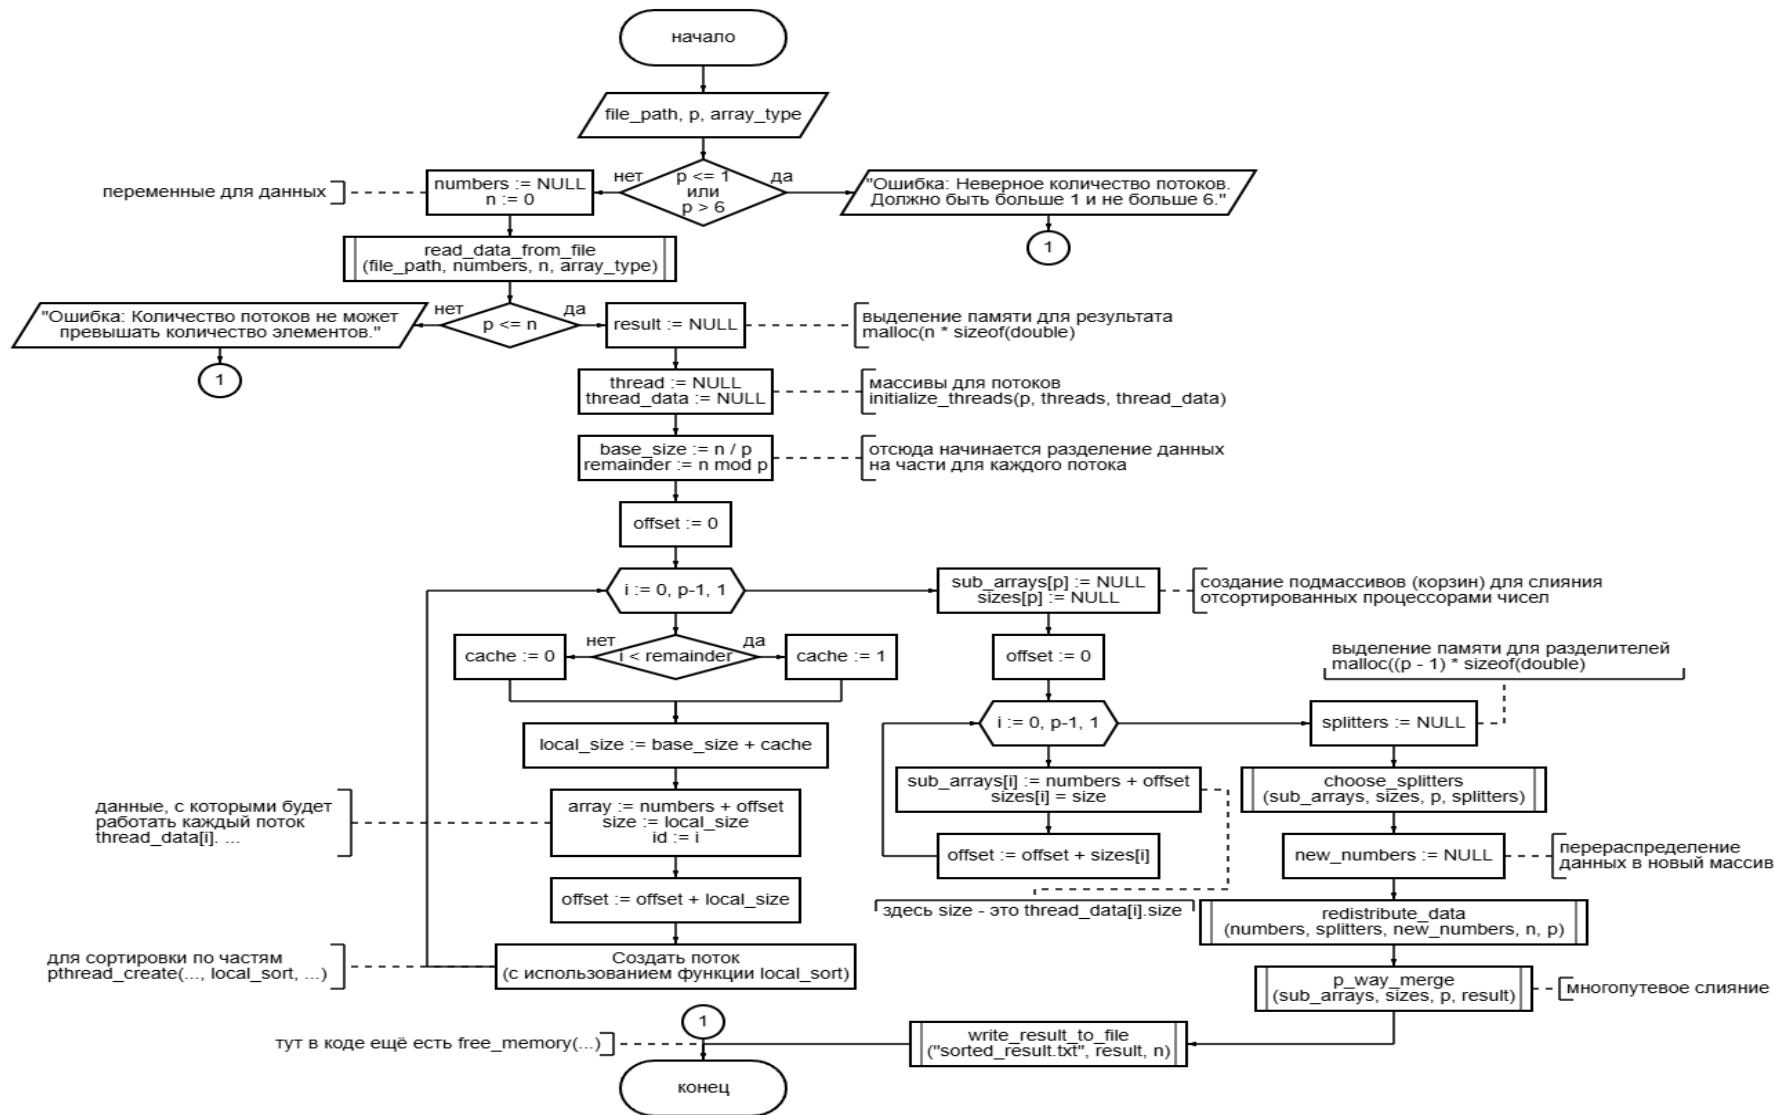 начало
file_path, p, array_type
p <= 1
или
p > 6
нет
да
numbers := NULL
n := 0
переменные для данных
"Ошибка: Неверное количество потоков.
Должно быть больше 1 и не больше 6."
1
read_data_from_file
(file_path, numbers, n, array_type)
p <= n
нет
да
"Ошибка: Количество потоков не может
превышать количество элементов."
1
result := NULL
выделение памяти для результата
malloc(n * sizeof(double)
thread := NULL
thread_data := NULL
массивы для потоков
initialize_threads(p, threads, thread_data)
base_size := n / p
remainder := n mod p
отсюда начинается разделение данных
на части для каждого потока
offset := 0
i := 0, p-1, 1
нет
да
i < remainder
cache := 0
cache := 1
local_size := base_size + cache
array := numbers + offset
size := local_size
id := i
данные, с которыми будет
работать каждый поток
thread_data[i]. ...
offset := offset + local_size
Создать поток
(с использованием функции local_sort)
для сортировки по частям
pthread_create(..., local_sort, ...)
sub_arrays[p] := NULL
sizes[p] := NULL
создание подмассивов (корзин) для слияния
отсортированных процессорами чисел
offset := 0
i := 0, p-1, 1
sub_arrays[i] := numbers + offset
sizes[i] = size
offset := offset + sizes[i]
здесь size - это thread_data[i].size
выделение памяти для разделителей
malloc((p - 1) * sizeof(double)
splitters := NULL
choose_splitters
(sub_arrays, sizes, p, splitters)
new_numbers := NULL
перераспределение
данных в новый массив
redistribute_data
(numbers, splitters, new_numbers, n, p)
p_way_merge
(sub_arrays, sizes, p, result)
многопутевое слияние
write_result_to_file
("sorted_result.txt", result, n)
1
тут в коде ещё есть free_memory(...)
конец